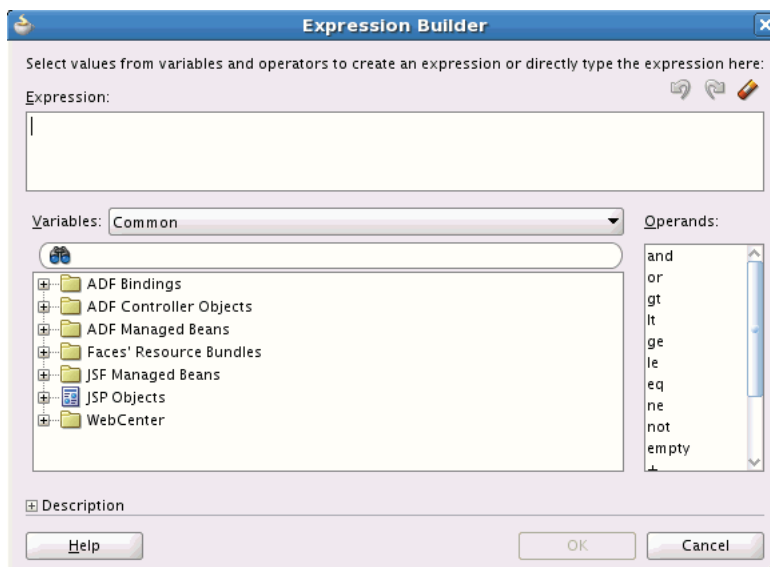 Expression Builder
Select values from variables and operators to create an expression or directly type the expression here:
Expression:
Variables: Common
Operands:
ADF Bindings
ADF Controller Objects
ADF Managed Beans
Faces' Resource Bundles
JSF Managed Beans
JSP Objects
WebCenter
and
or
gt
lt
ge
le
eq
ne
not
empty
+
Description
Help
OK
Cancel